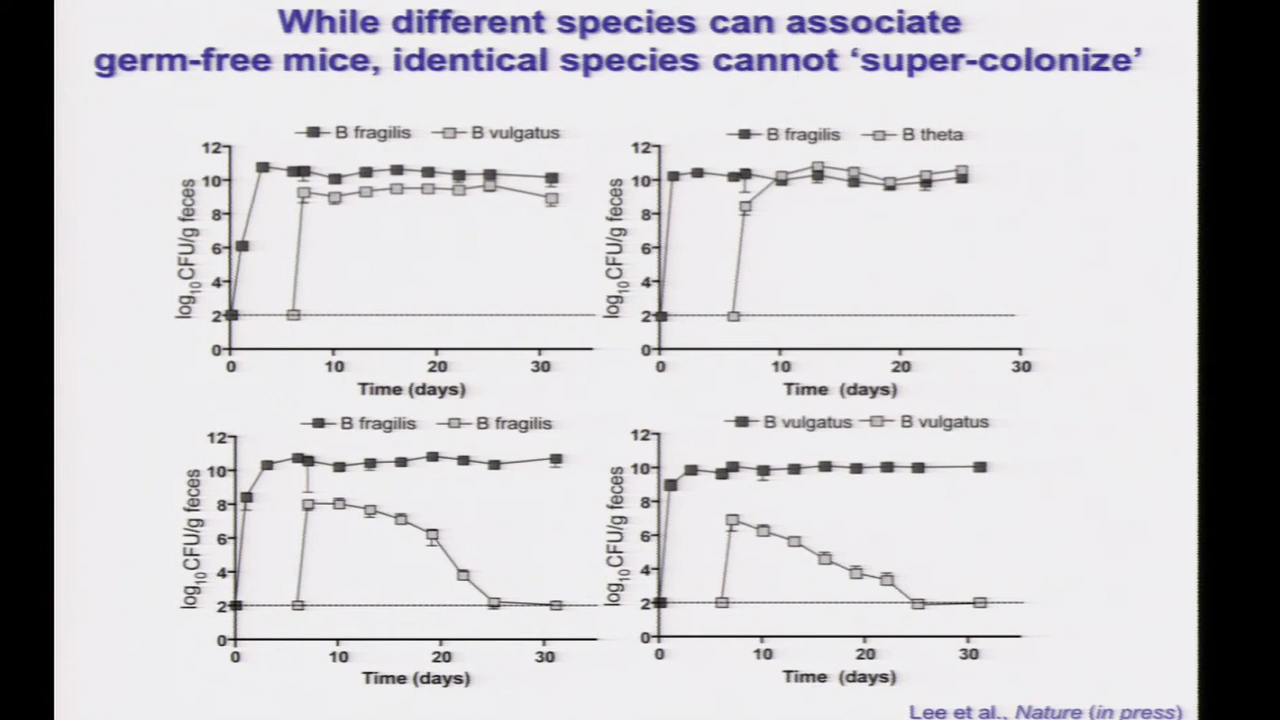 While different species can associate
germ-free mice, identical species cannot ‘super-colonize’
B fragilis B vulgatus
12
10
8
6
4
2
0
log10CFU/g feces
0 10 20 30
Time (days)
B fragilis B theta
12
10
8
6
4
2
0
log10CFU/g feces
0 10 20 30
Time (days)
B fragilis B fragilis
12
10
8
6
4
2
0
log10CFU/g feces
0 10 20 30
Time (days)
B vulgatus B vulgatus
12
10
8
6
4
2
0
log10CFU/g feces
0 10 20 30
Time (days)
Lee et al., Nature (in press)